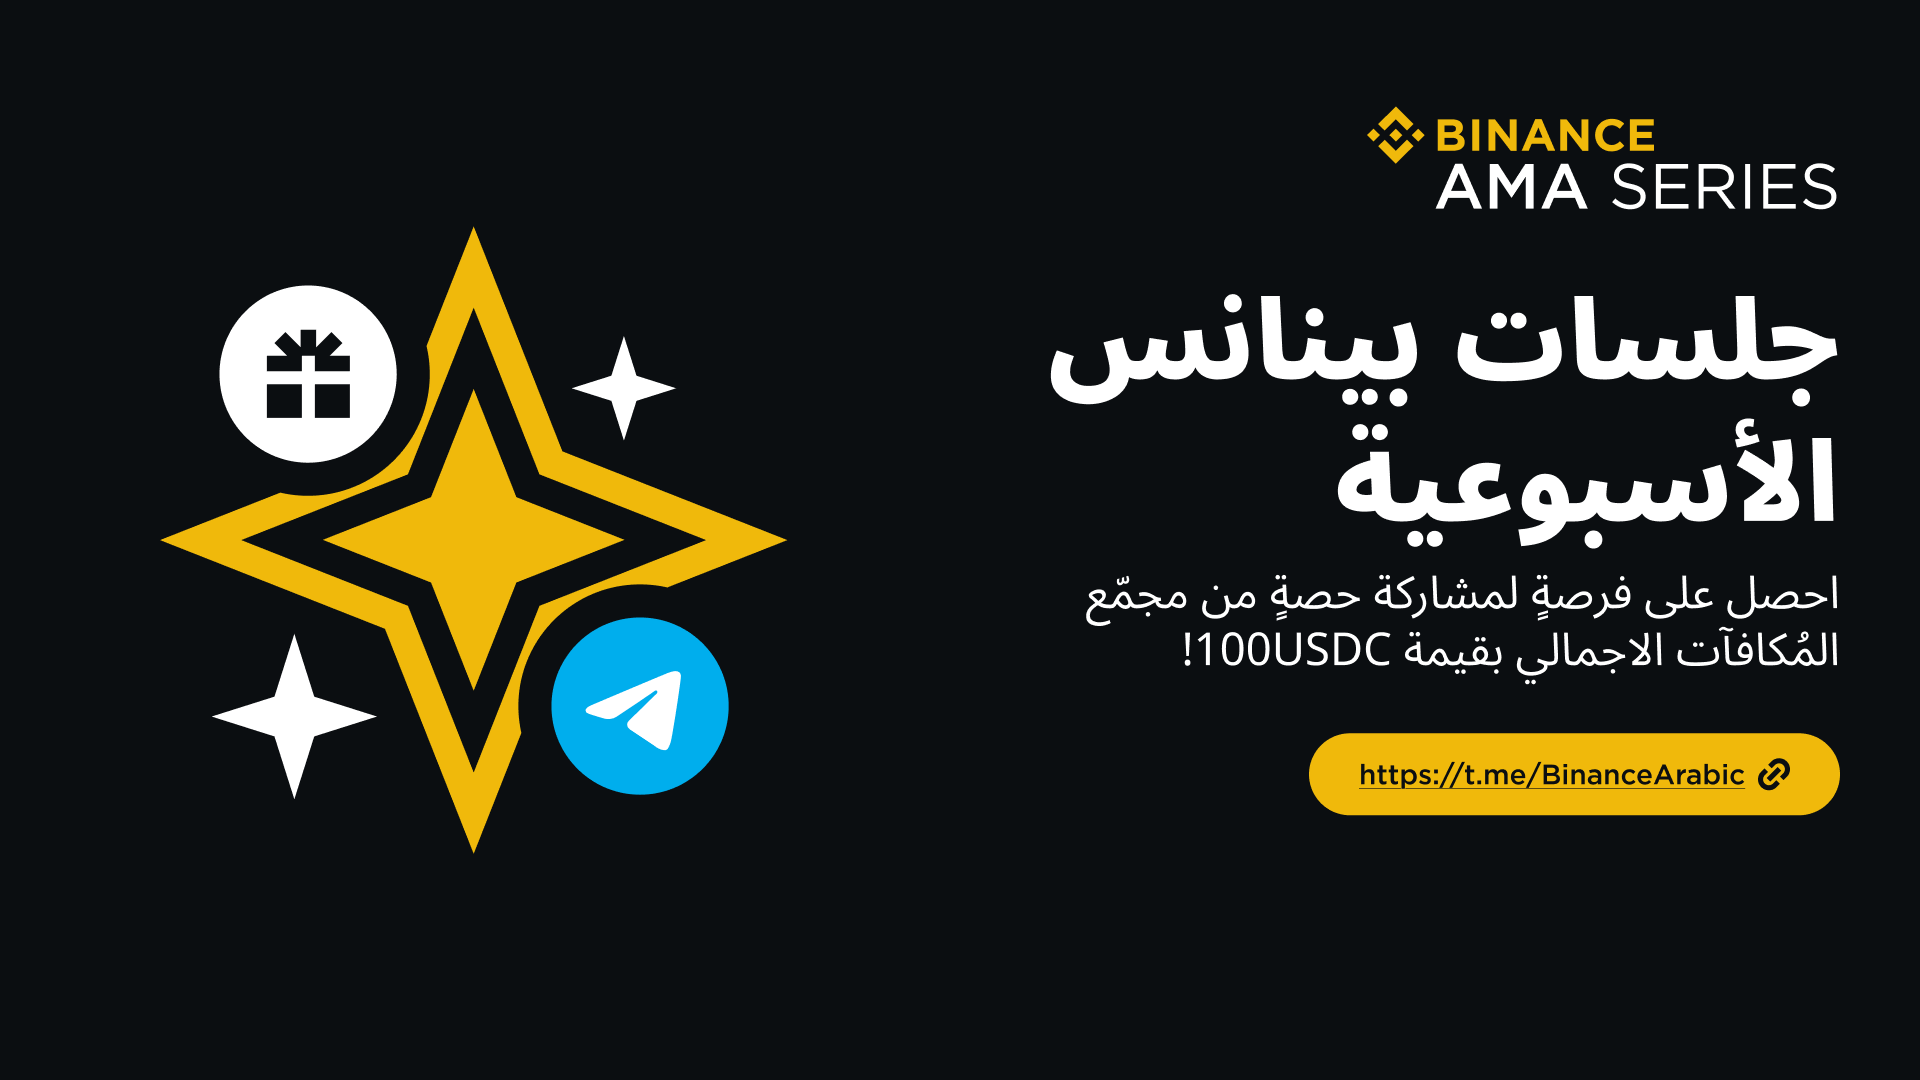 BINANCE
AMA SERIES
جلسات بينانس
الأسبوعية
احصل على فرصةٍ لمشاركة حصةٍ من مجمّع
المُكافآت الاجمالي بقيمة 100USDC!
https://t.me/BinanceArabic